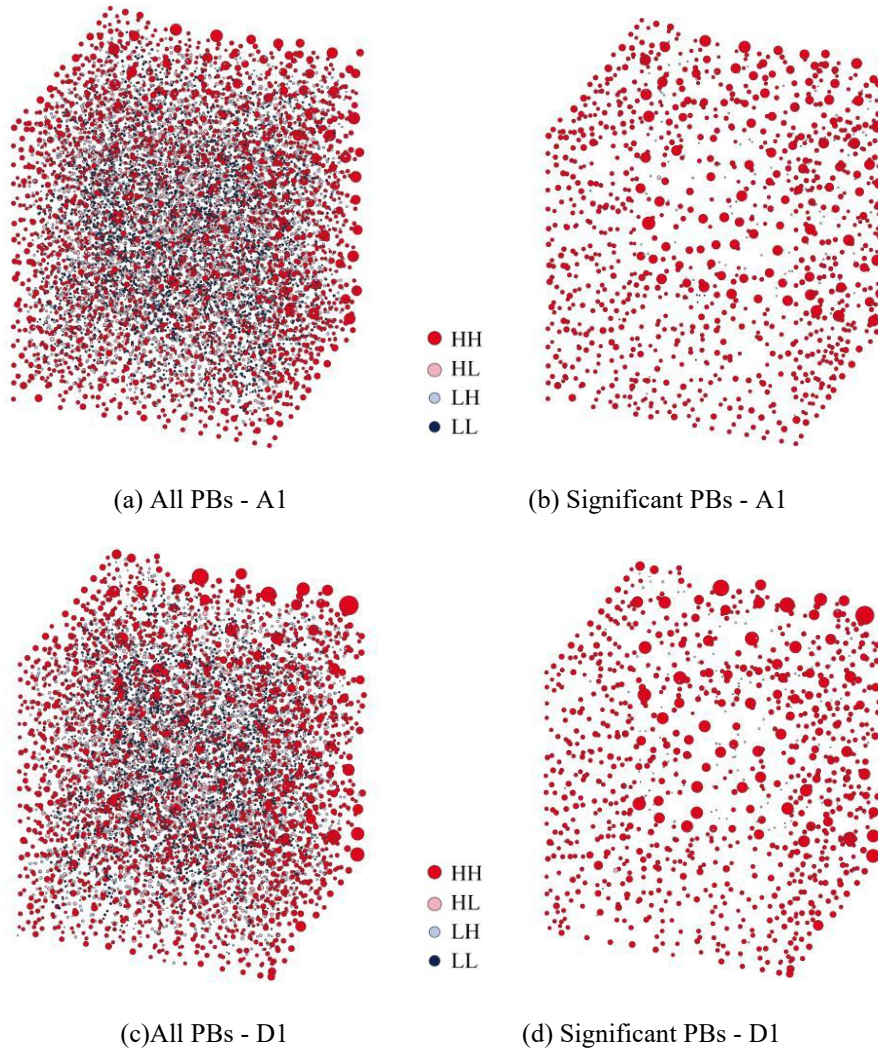 HH
HL
LH
LL
(a) All PBs - A1
(b) Significant PBs - A1
HH
HL
LH
LL
(c)All PBs - D1
(d) Significant PBs - D1